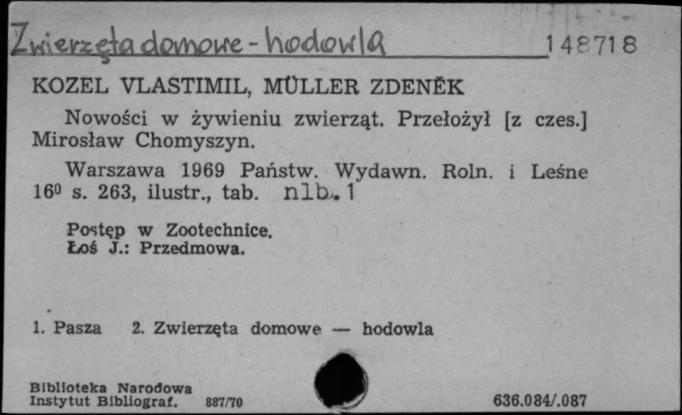 Zwierzęta domowe - hodowla 148718
KOZEL VLASTIMIL, MÜLLER ZDENĚK
Nowości w żywieniu zwierząt. Przełożył [z czes.]
Mirosław Chomyszyn.
Warszawa 1969 Państw. Wydawn. Roln. i Leśne
16⁰ s. 263, ilustr., tab. nlb. 1
Postęp w Zootechnice.
Łoś J.: Przedmowa.
1. Pasza 2. Zwierzęta domowe — hodowla
Biblioteka Narodowa
Instytut Bibliograf. 887/70 636.084/.087